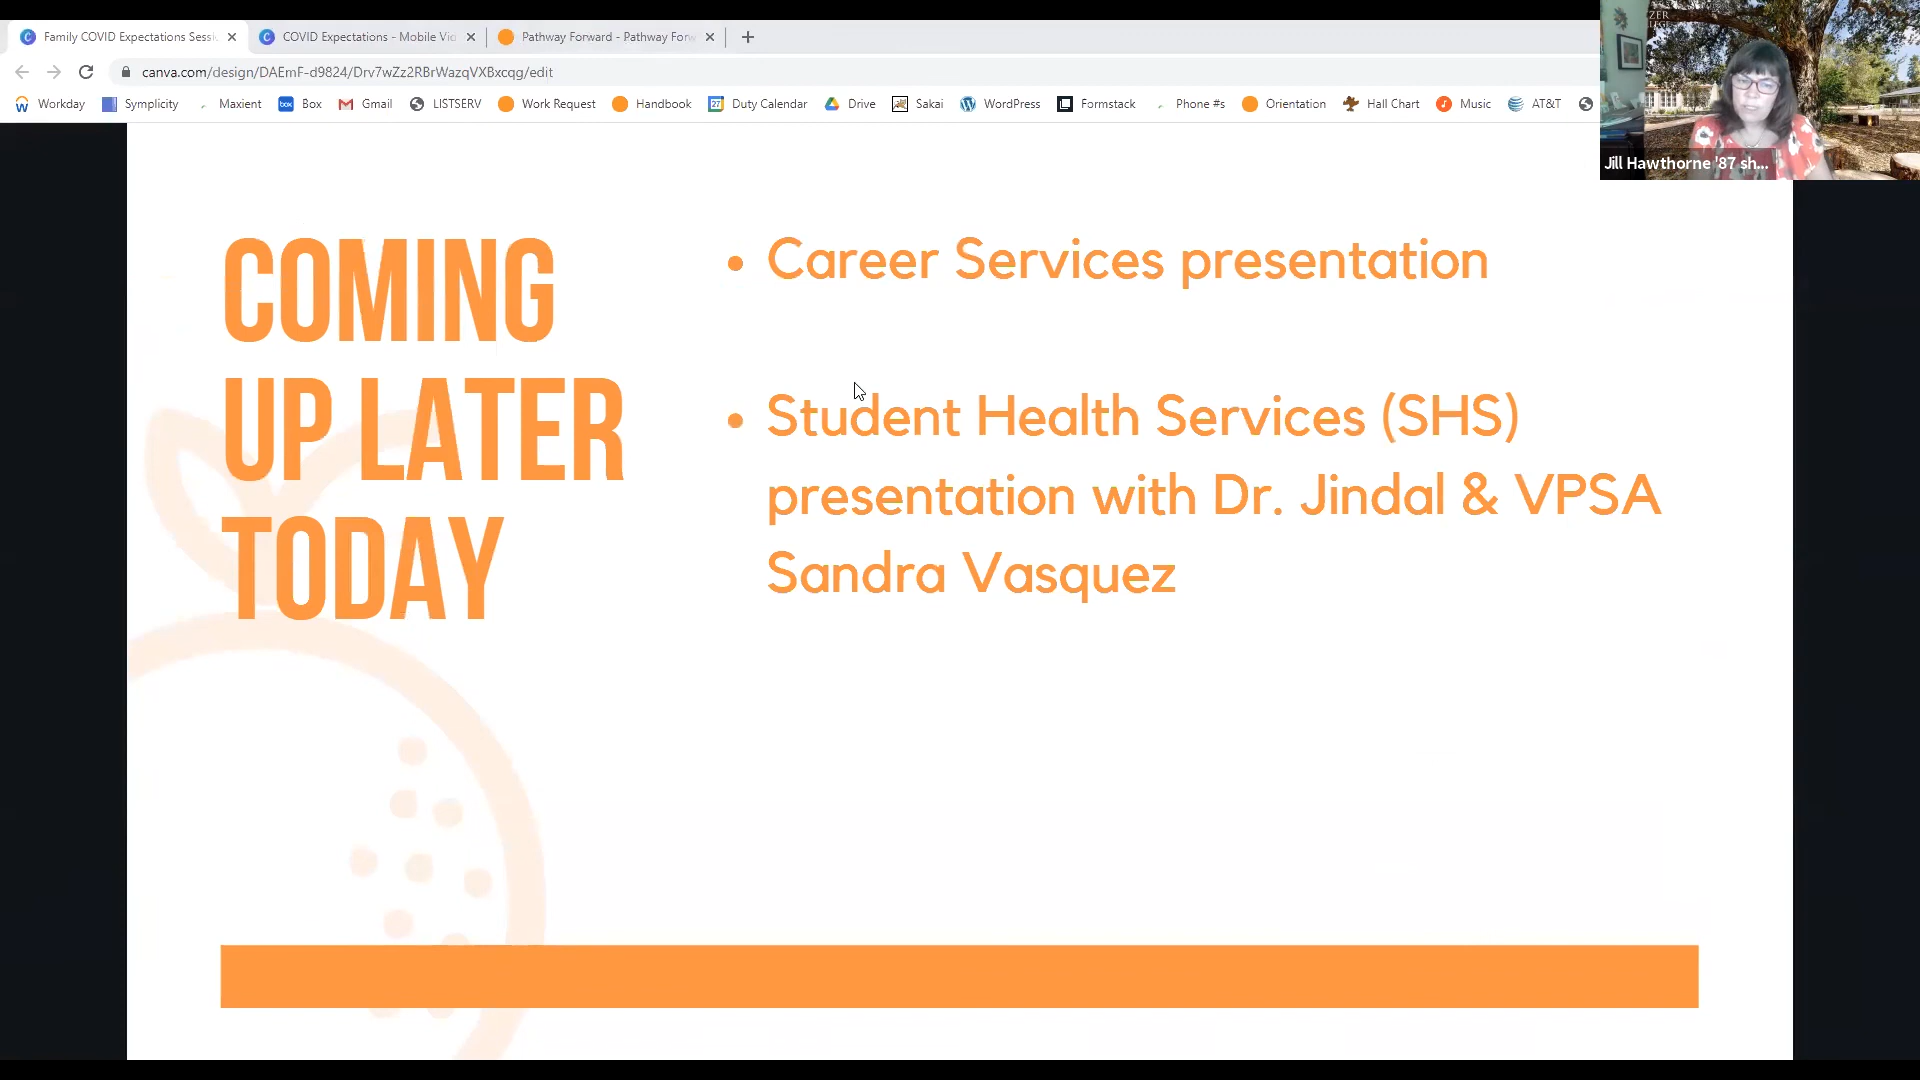 Family COVID Expectations Sessi
COVID Expectations - Mobile Vic
Pathway Forward - Pathway Forw
canva.com/design/DAEmF-d9824/Drv7wZz2RBrWazqVXBxcqg/edit
Workday
Symplicity
Maxient
Box
Gmail
LISTSERV
Work Request
Handbook
27
Duty Calendar
Drive
Sakai
WordPress
Formstack
Phone #s
Orientation
Hall Chart
Music
AT&T
ZER
Jill Hawthorne '87 sh...
COMING
UP LATER
TODAY
• Career Services presentation
• Student Health Services (SHS)
presentation with Dr. Jindal & VPSA
Sandra Vasquez